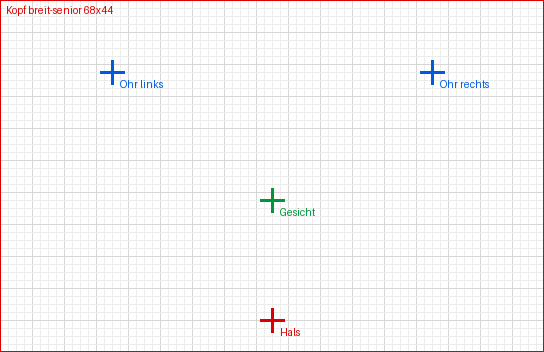 Kopf breit-senior 68x44
Ohr links
Ohr rechts
Gesicht
Hals